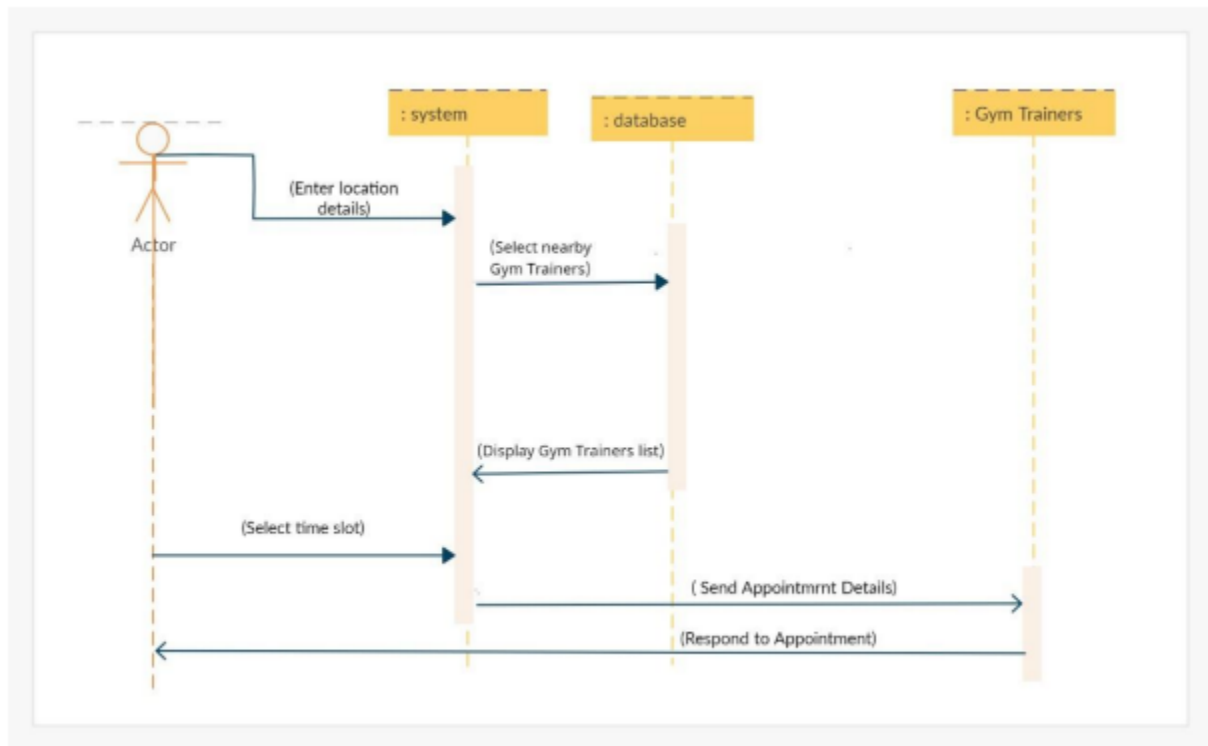 : system
: database
: Gym Trainers
(Enter location
details)
Actor
(Select nearby
Gym Trainers)
(Display Gym Trainers list)
(Select time slot)
( Send Appointmrnt Details)
(Respond to Appointment)